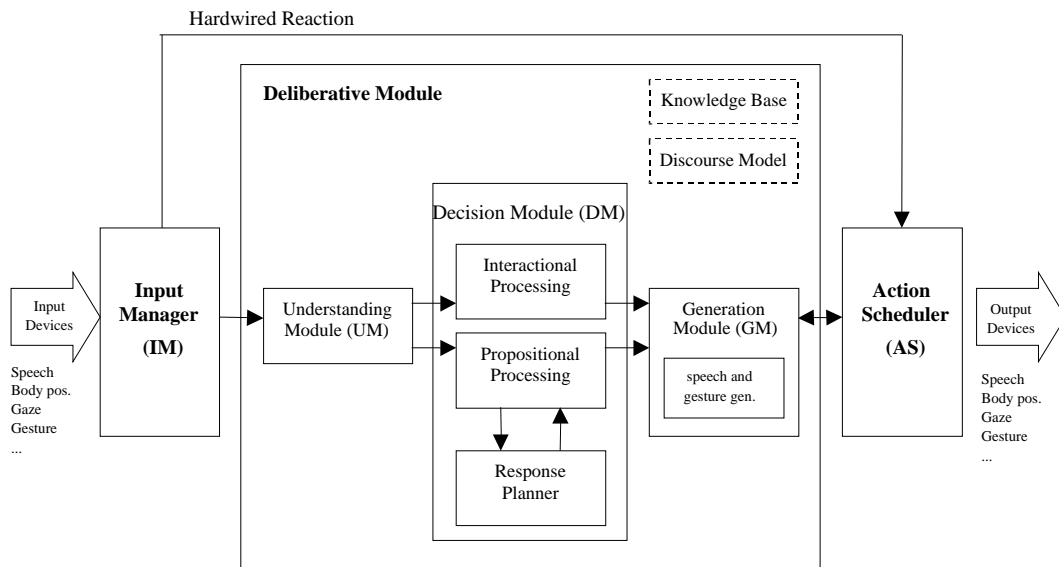 Hardwired Reaction
Deliberative Module
Knowledge Base
Discourse Model
Decision Module (DM)
Input
Devices
Speech
Body pos.
Gaze
Gesture
...
Input
Manager
(IM)
Understanding
Module (UM)
Interactional
Processing
Propositional
Processing
Response
Planner
Generation
Module (GM)
speech and
gesture gen.
Action
Scheduler
(AS)
Output
Devices
Speech
Body pos.
Gaze
Gesture
...